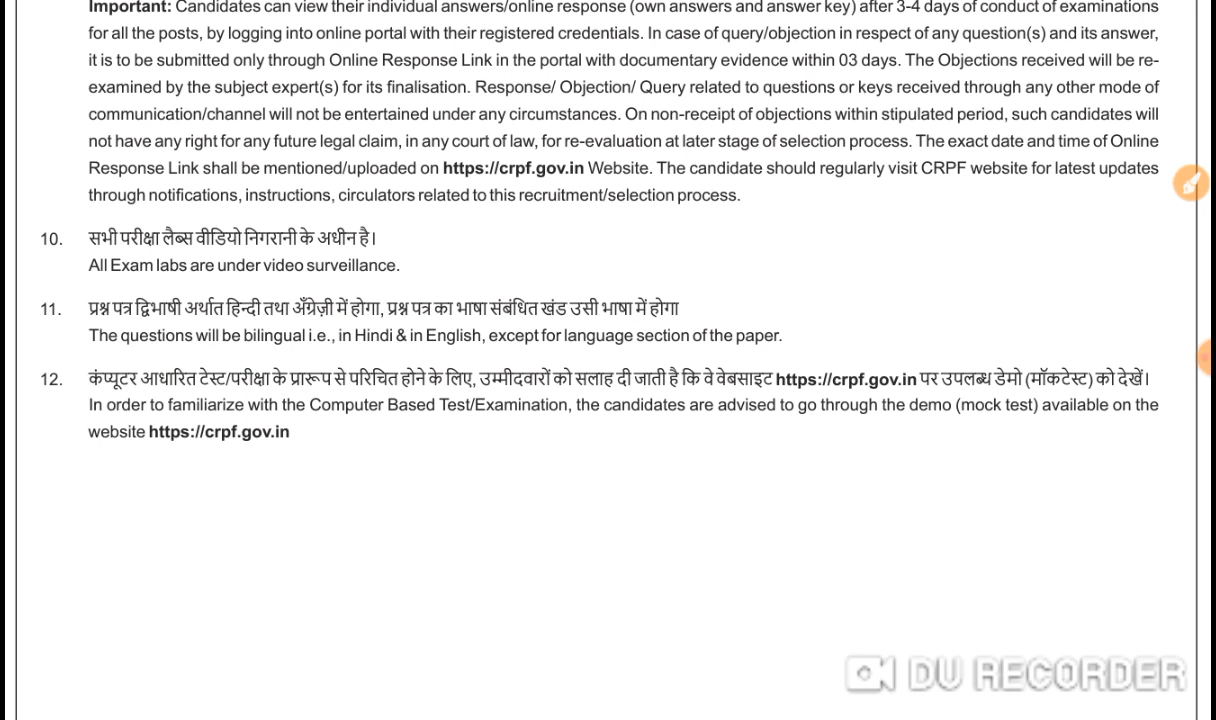 Important: Candidates can view their individual answers/online response (own answers and answer key) after 3-4 days of conduct of examinations
for all the posts, by logging into online portal with their registered credentials. In case of query/objection in respect of any question(s) and its answer,
it is to be submitted only through Online Response Link in the portal with documentary evidence within 03 days. The Objections received will be re-
examined by the subject expert(s) for its finalisation. Response/ Objection/ Query related to questions or keys received through any other mode of
communication/channel will not be entertained under any circumstances. On non-receipt of objections within stipulated period, such candidates will
not have any right for any future legal claim, in any court of law, for re-evaluation at later stage of selection process. The exact date and time of Online
Response Link shall be mentioned/uploaded on https://crpf.gov.in Website. The candidate should regularly visit CRPF website for latest updates
through notifications, instructions, circulators related to this recruitment/selection process.
10. सभी परीक्षा लैब्स वीडियो निगरानी के अधीन है।
All Exam labs are under video surveillance.
11. प्रश्न पत्र द्विभाषी अर्थात हिन्दी तथा अँग्रेज़ी में होगा, प्रश्न पत्र का भाषा संबंधित खंड उसी भाषा में होगा
The questions will be bilingual i.e., in Hindi & in English, except for language section of the paper.
12. कंप्यूटर आधारित टेस्ट/परीक्षा के प्रारूप से परिचित होने के लिए, उम्मीदवारों को सलाह दी जाती है कि वे वेबसाइट https://crpf.gov.in पर उपलब्ध डेमो (मॉकटेस्ट) को देखें।
In order to familiarize with the Computer Based Test/Examination, the candidates are advised to go through the demo (mock test) available on the
website https://crpf.gov.in
DU RECORDER